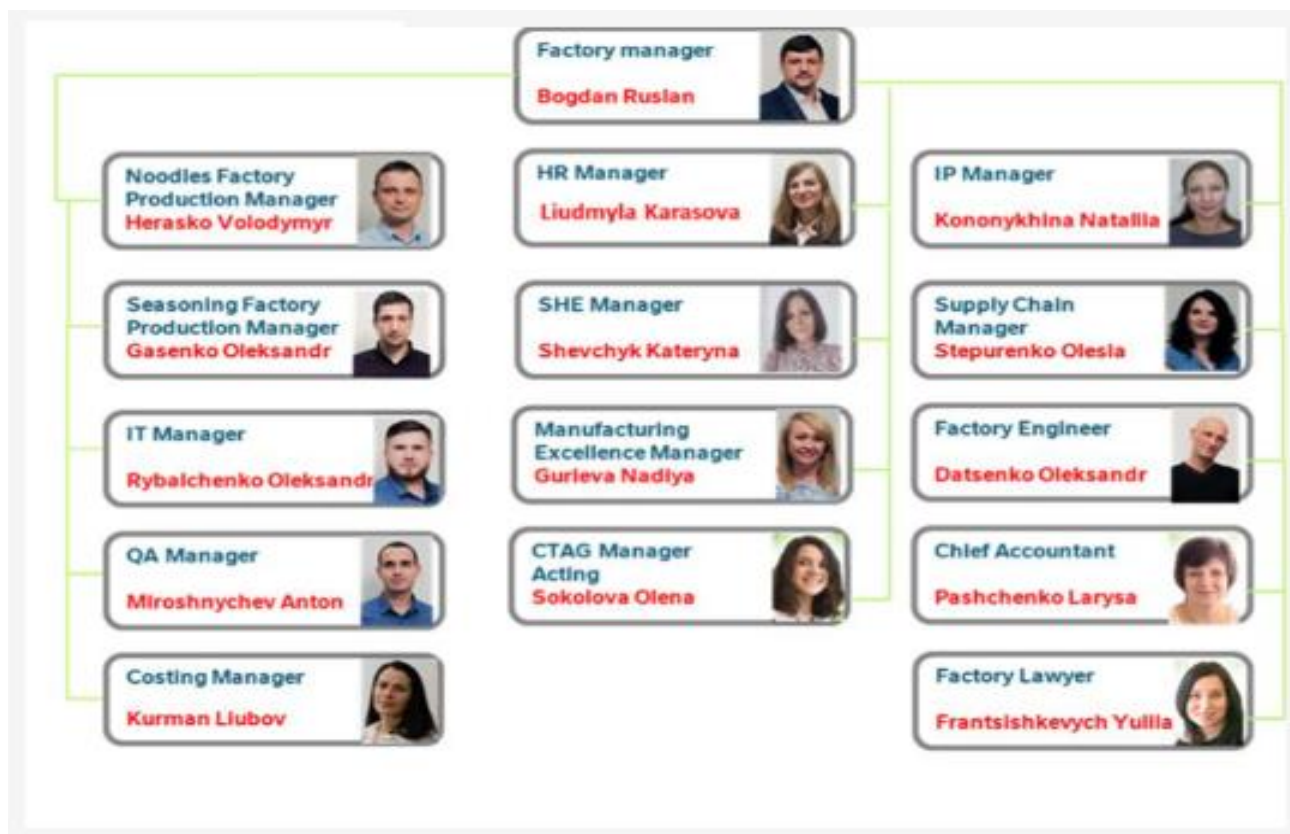 Factory manager
Bogdan Ruslan
Noodles Factory
Production Manager
Herasko Volodymyr
HR Manager
Liudmyla Karasova
IP Manager
Kononykhina Nataliia
Seasoning Factory
Production Manager
Gasenko Oleksandr
SHE Manager
Shevchyk Kateryna
Supply Chain
Manager
Stepurenko Olesia
IT Manager
Rybalchenko Oleksandr
Manufacturing
Excellence Manager
Gurieva Nadiya
Factory Engineer
Datsenko Oleksandr
QA Manager
Miroshnychev Anton
CTAG Manager
Acting
Sokolova Olena
Chief Accountant
Pashchenko Larysa
Costing Manager
Kurman Liubov
Factory Lawyer
Frantsishkevych Yuliia